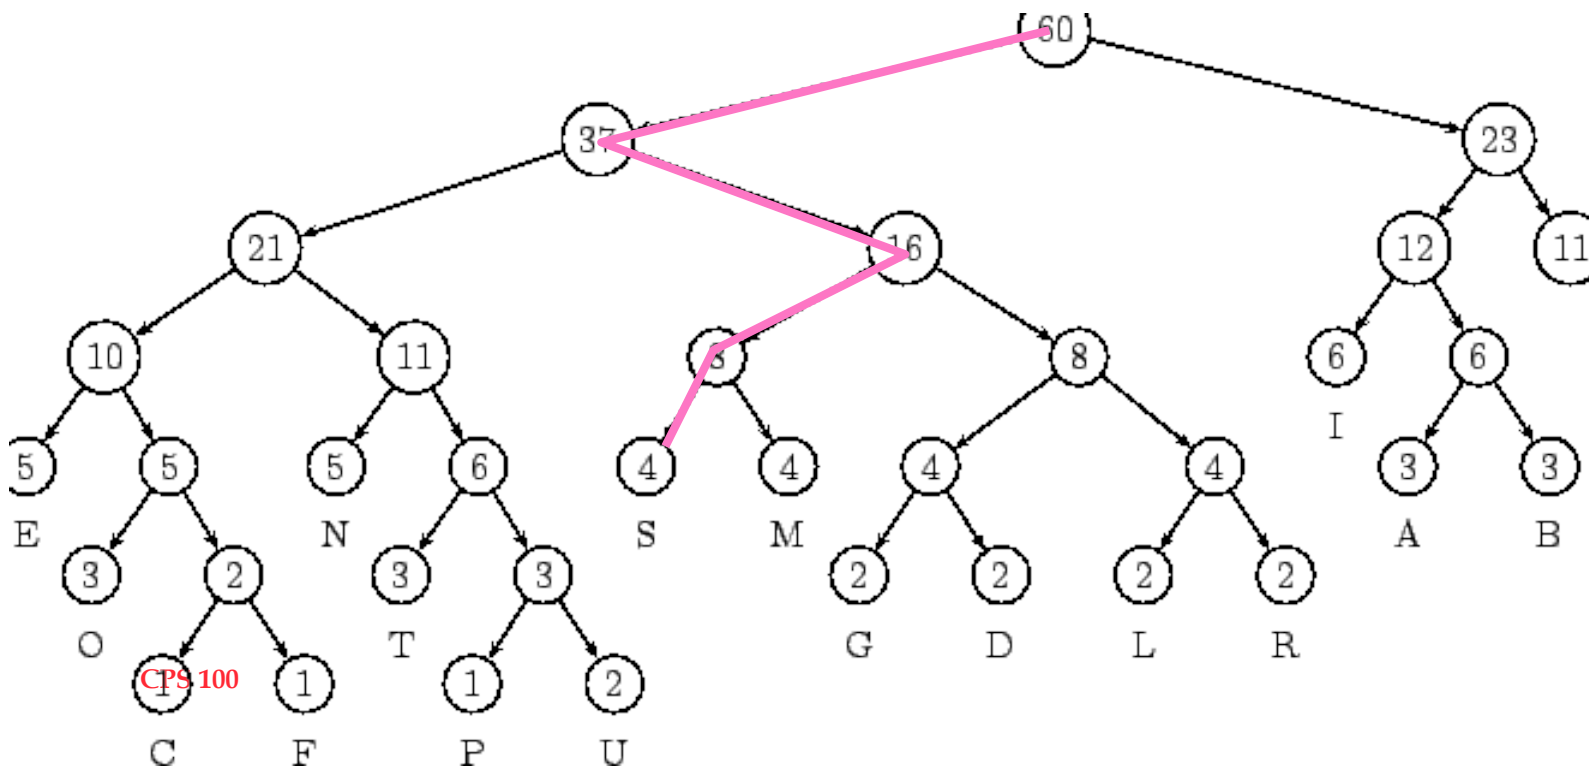 60
37 23
21 16 12 11
10 11 8 8 6 6
I
5 5 5 6 4 4 4 4 3 3
E N S M A B
3 2 3 3 2 2 2 2
O T G D L R
1 1 1 2
CPS 100
C F P U